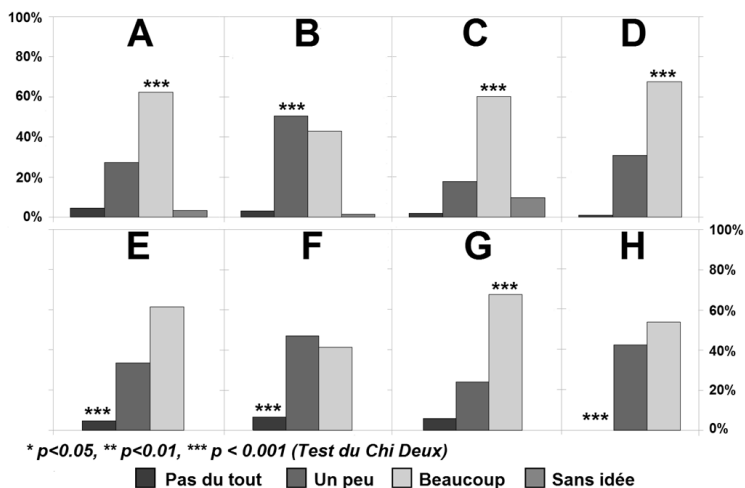 100%
80%
60%
40%
20%
0%
A
***
B
***
C
***
D
***
E
***
F
***
G
***
H
***
100%
80%
60%
40%
20%
0%
* p<0.05, ** p<0.01, *** p < 0.001 (Test du Chi Deux)
Pas du tout Un peu Beaucoup Sans idée